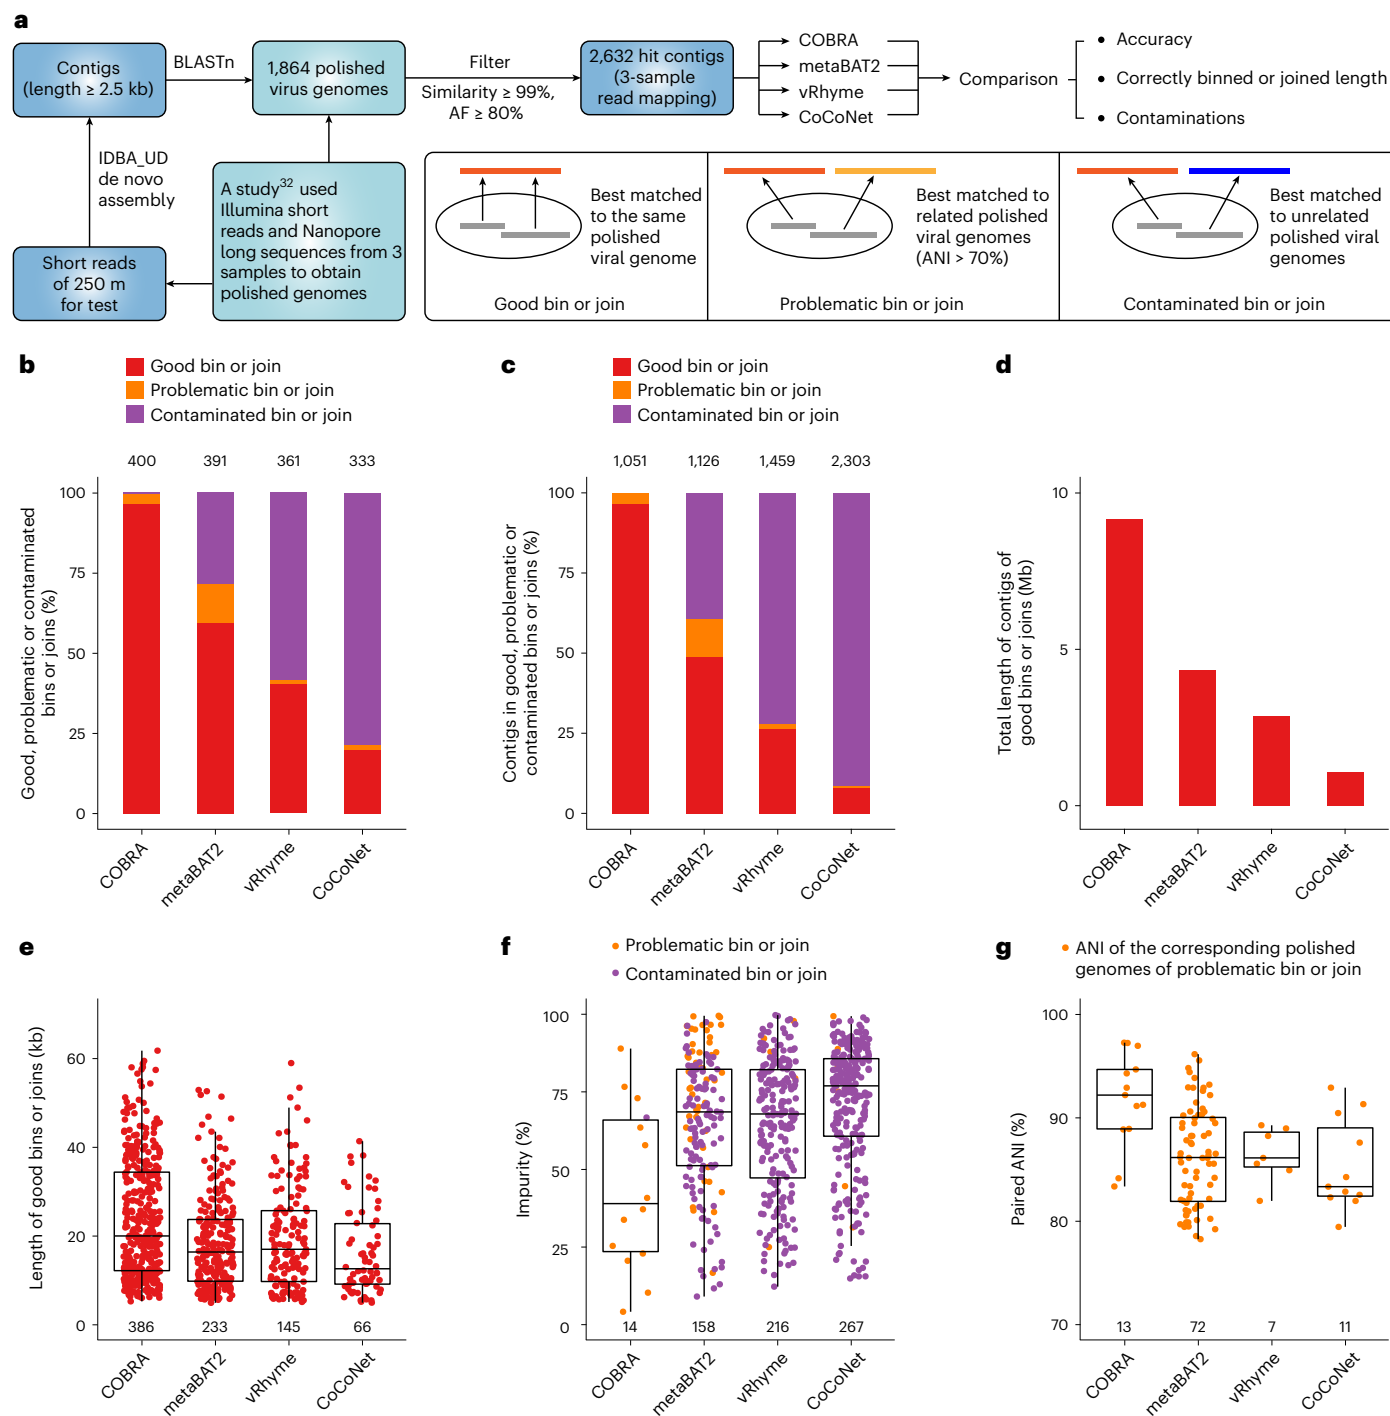 a
Contigs
(length ≥ 2.5 kb)
BLASTn
1,864 polished
virus genomes
Filter
Similarity ≥ 99%,
AF ≥ 80%
2,632 hit contigs
(3-sample
read mapping)
COBRA
metaBAT2
vRhyme
CoCoNet
Comparison
• Accuracy
• Correctly binned or joined length
• Contaminations
IDBA_UD
de novo
assembly
A study32 used
Illumina short
reads and Nanopore
long sequences from 3
samples to obtain
polished genomes
Short reads
of 250 m
for test
Best matched
to the same
polished
viral genome
Good bin or join
Best matched to
related polished
viral genomes
(ANI > 70%)
Problematic bin or join
Best matched
to unrelated
polished viral
genomes
Contaminated bin or join
b
Good bin or join
Problematic bin or join
Contaminated bin or join
400 391 361 333
Good, problematic or contaminated
bins or joins (%)
100
75
50
25
0
COBRA
metaBAT2
vRhyme
CoCoNet
c
Good bin or join
Problematic bin or join
Contaminated bin or join
1,051 1,126 1,459 2,303
Contigs in good, problematic or
contaminated bins or joins (%)
100
75
50
25
0
COBRA
metaBAT2
vRhyme
CoCoNet
d
Total length of contigs of
good bins or joins (Mb)
10
5
0
COBRA
metaBAT2
vRhyme
CoCoNet
e
Length of good bins or joins (kb)
60
40
20
0
386 233 145 66
COBRA
metaBAT2
vRhyme
CoCoNet
f
Problematic bin or join
Contaminated bin or join
Impurity (%)
100
75
50
25
0
14 158 216 267
COBRA
metaBAT2
vRhyme
CoCoNet
g
ANI of the corresponding polished
genomes of problematic bin or join
Paired ANI (%)
100
90
80
70
13 72 7 11
COBRA
metaBAT2
vRhyme
CoCoNet